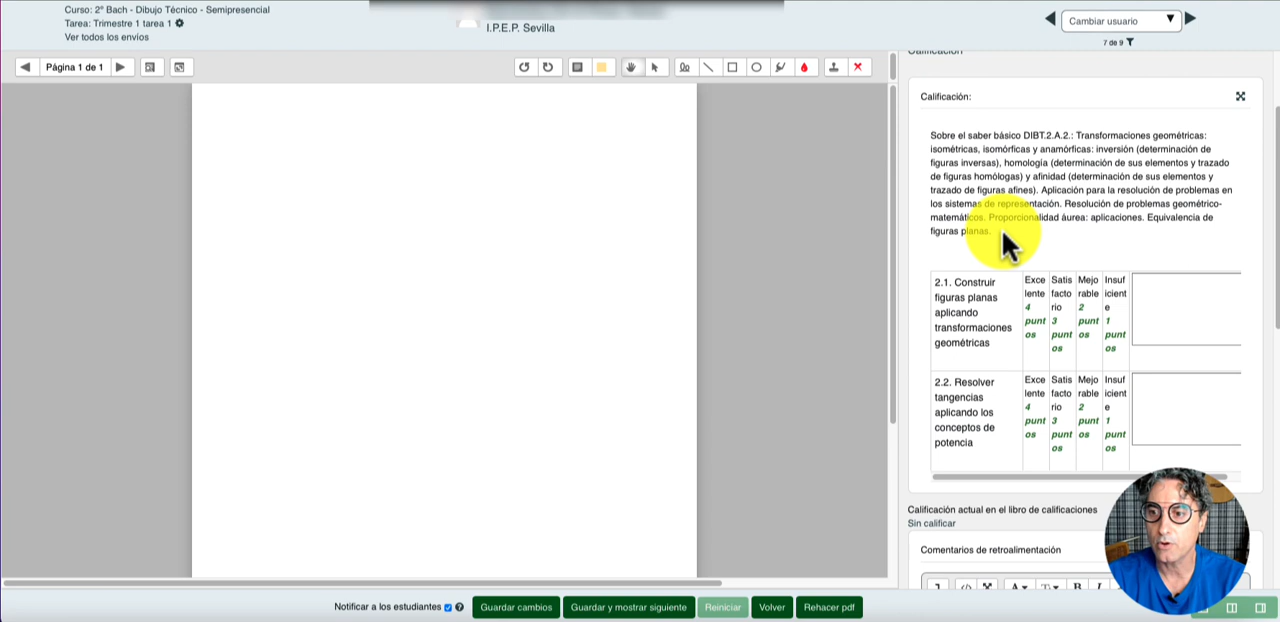 Curso: 2º Bach - Dibujo Técnico - Semipresencial
Tarea: Trimestre 1 tarea 1
Ver todos los envíos
I.P.E.P. Sevilla
Cambiar usuario
7 de 9
Página 1 de 1
Calificación
Calificación:
Sobre el saber básico DIBT.2.A.2.: Transformaciones geométricas:
isométricas, isomórficas y anamórficas: inversión (determinación de
figuras inversas), homología (determinación de sus elementos y trazado
de figuras homólogas) y afinidad (determinación de sus elementos y
trazado de figuras afines). Aplicación para la resolución de problemas en
los sistemas de representación. Resolución de problemas geométrico-
matemáticos. Proporcionalidad áurea: aplicaciones. Equivalencia de
figuras planas.
2.1. Construir
figuras planas
aplicando
transformaciones
geométricas
Exce
lente
4
punt
os
Satis
facto
rio
3
punt
os
Mejo
rable
2
punt
os
Insuf
icient
e
1
punt
os
2.2. Resolver
tangencias
aplicando los
conceptos de
potencia
Exce
lente
4
punt
os
Satis
facto
rio
3
punt
os
Mejo
rable
2
punt
os
Insuf
icient
e
1
punt
os
Calificación actual en el libro de calificaciones
Sin calificar
Comentarios de retroalimentación
Notificar a los estudiantes
Guardar cambios
Guardar y mostrar siguiente
Reiniciar
Volver
Rehacer pdf